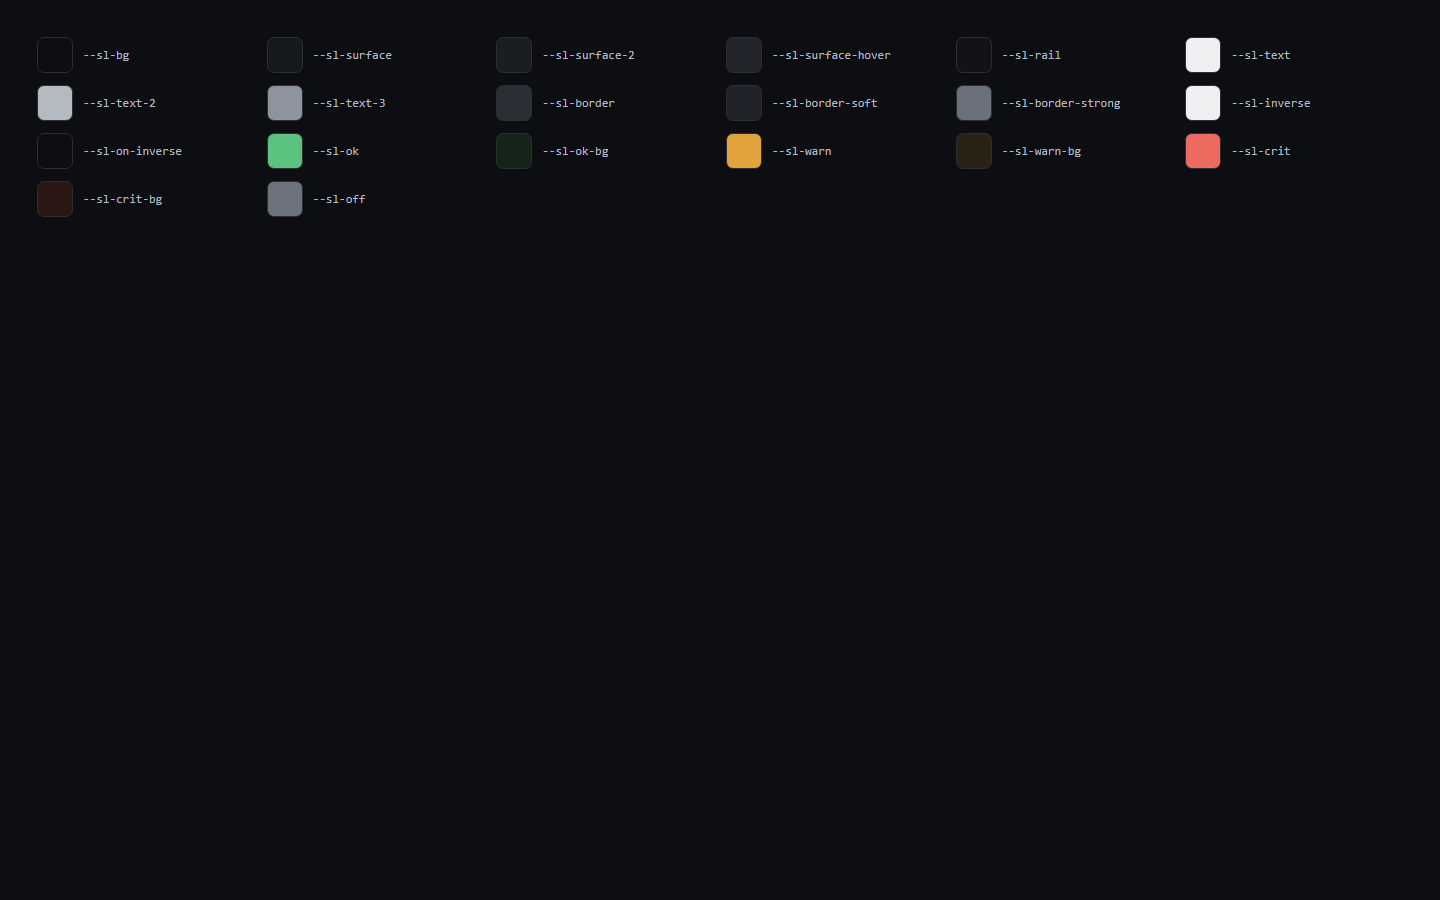 --sl-bg --sl-surface --sl-surface-2 --sl-surface-hover --sl-rail --sl-text
--sl-text-2 --sl-text-3 --sl-border --sl-border-soft --sl-border-strong --sl-inverse
--sl-on-inverse --sl-ok --sl-ok-bg --sl-warn --sl-warn-bg --sl-crit
--sl-crit-bg --sl-off